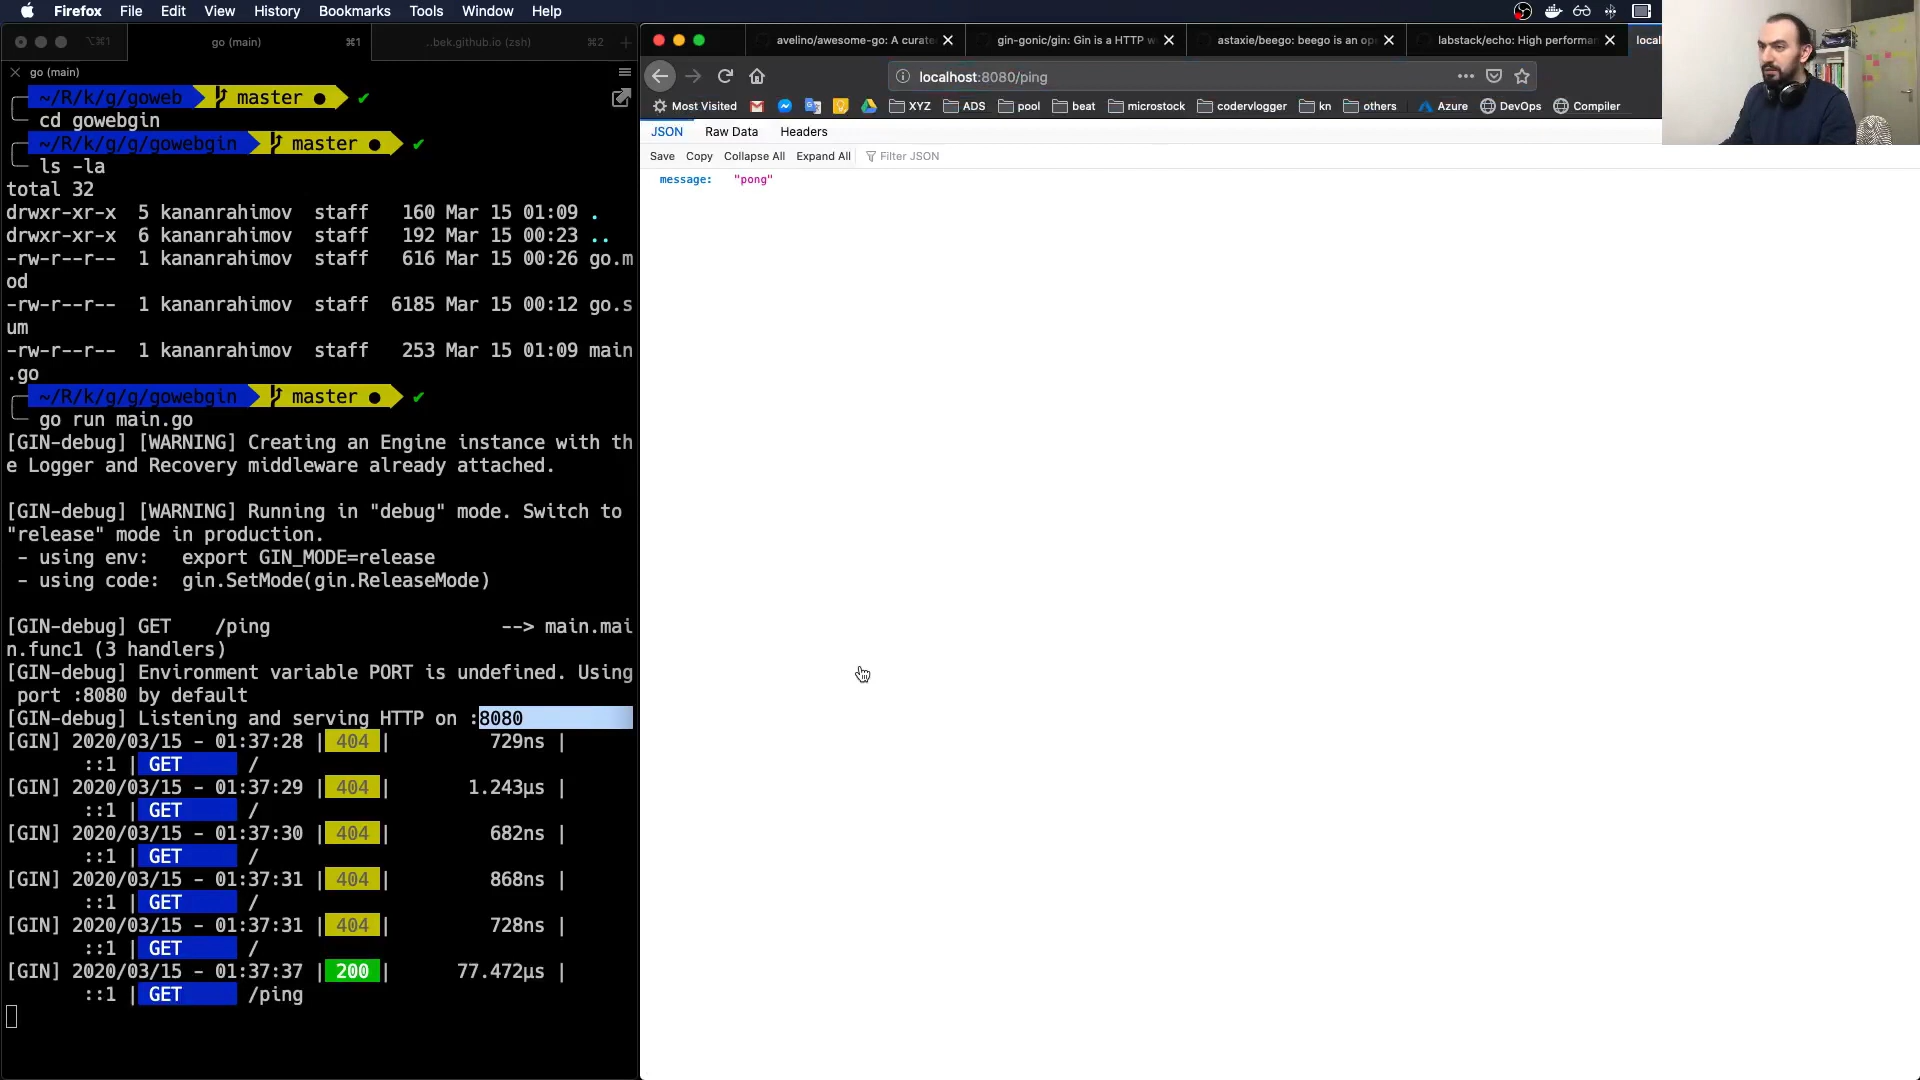 Firefox File Edit View History Bookmarks Tools Window Help
⌥⌘1 go (main) ⌘1 ..bek.github.io (zsh) ⌘2 +
go (main)
~/R/k/g/goweb master ● ✔
cd gowebgin
~/R/k/g/g/gowebgin master ● ✔
ls -la
total 32
drwxr-xr-x 5 kananrahimov staff 160 Mar 15 01:09 .
drwxr-xr-x 6 kananrahimov staff 192 Mar 15 00:23 ..
-rw-r--r-- 1 kananrahimov staff 616 Mar 15 00:26 go.m
od
-rw-r--r-- 1 kananrahimov staff 6185 Mar 15 00:12 go.s
um
-rw-r--r-- 1 kananrahimov staff 253 Mar 15 01:09 main
.go
~/R/k/g/g/gowebgin master ● ✔
go run main.go
[GIN-debug] [WARNING] Creating an Engine instance with th
e Logger and Recovery middleware already attached.
[GIN-debug] [WARNING] Running in "debug" mode. Switch to
"release" mode in production.
- using env: export GIN_MODE=release
- using code: gin.SetMode(gin.ReleaseMode)
[GIN-debug] GET /ping --> main.mai
n.func1 (3 handlers)
[GIN-debug] Environment variable PORT is undefined. Using
port :8080 by default
[GIN-debug] Listening and serving HTTP on :8080
[GIN] 2020/03/15 - 01:37:28 | 404 | 729ns |
::1 | GET /
[GIN] 2020/03/15 - 01:37:29 | 404 | 1.243µs |
::1 | GET /
[GIN] 2020/03/15 - 01:37:30 | 404 | 682ns |
::1 | GET /
[GIN] 2020/03/15 - 01:37:31 | 404 | 868ns |
::1 | GET /
[GIN] 2020/03/15 - 01:37:31 | 404 | 728ns |
::1 | GET /
[GIN] 2020/03/15 - 01:37:37 | 200 | 77.472µs |
::1 | GET /ping
avelino/awesome-go: A curate gin-gonic/gin: Gin is a HTTP w astaxie/beego: beego is an op labstack/echo: High performan local
localhost:8080/ping
Most Visited XYZ ADS pool beat microstock codervlogger kn others Azure DevOps Compiler
JSON Raw Data Headers
Save Copy Collapse All Expand All Filter JSON
message: "pong"